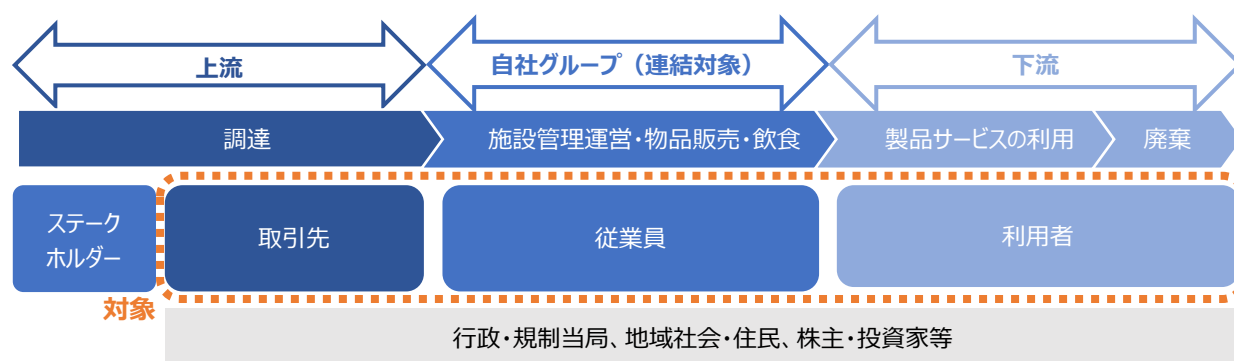 上流
自社グループ（連結対象）
下流
調達
施設管理運営・物品販売・飲食
製品サービスの利用
廃棄
ステーク
ホルダー
取引先
従業員
利用者
対象
行政・規制当局、地域社会・住民、株主・投資家等